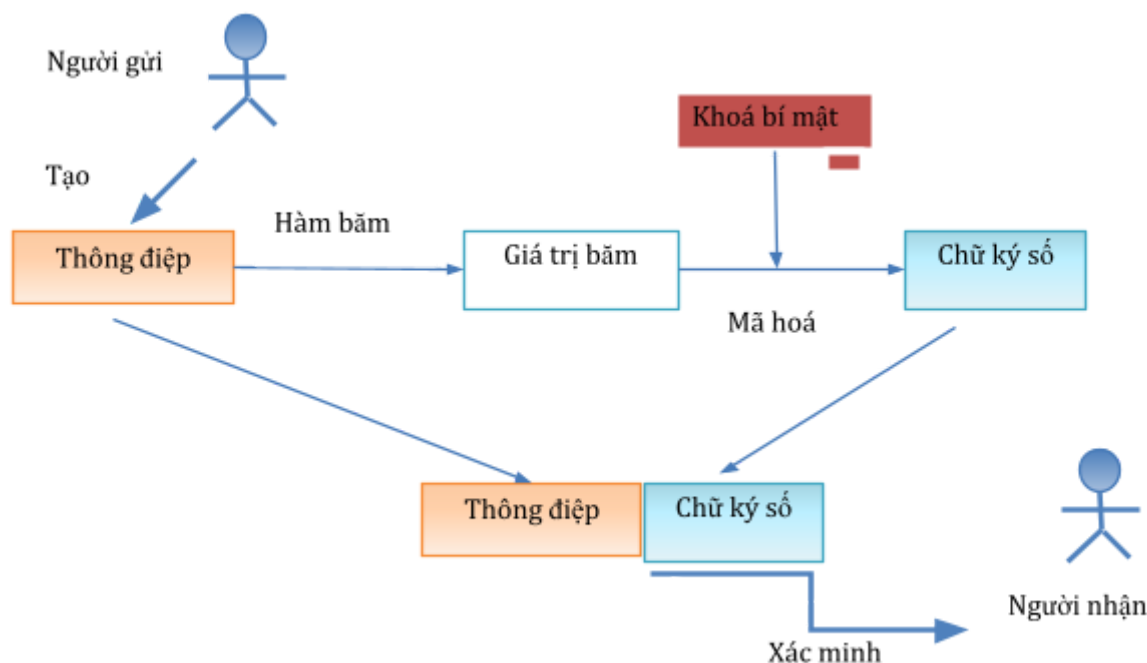 Người gửi
Khoá bí mật
Tạo
Hàm băm
Thông điệp
Giá trị băm
Chữ ký số
Mã hoá
Thông điệp
Chữ ký số
Người nhận
Xác minh